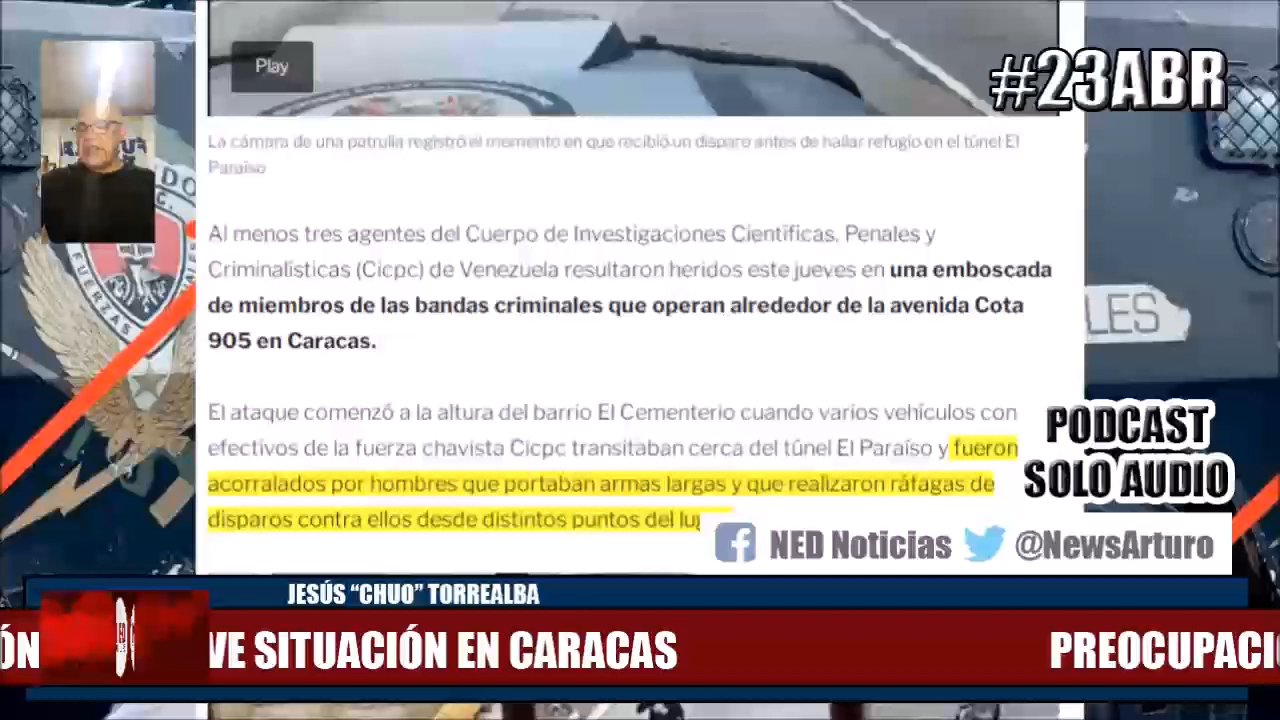 Play
#23ABR
La cámara de una patrulla registró el momento en que recibió un disparo antes de hallar refugio en el túnel El
Paraíso
Al menos tres agentes del Cuerpo de Investigaciones Científicas, Penales y
Criminalísticas (Cicpc) de Venezuela resultaron heridos este jueves en una emboscada
de miembros de las bandas criminales que operan alrededor de la avenida Cota
905 en Caracas.
El ataque comenzó a la altura del barrio El Cementerio cuando varios vehículos con
efectivos de la fuerza chavista Cicpc transitaban cerca del túnel El Paraíso y fueron
acorralados por hombres que portaban armas largas y que realizaron ráfagas de
disparos contra ellos desde distintos puntos del lug
LES
FUERZAS
PODCAST
SOLO AUDIO
NED Noticias @NewsArturo
JESÚS “CHUO” TORREALBA
ÓN VE SITUACIÓN EN CARACAS PREOCUPACI